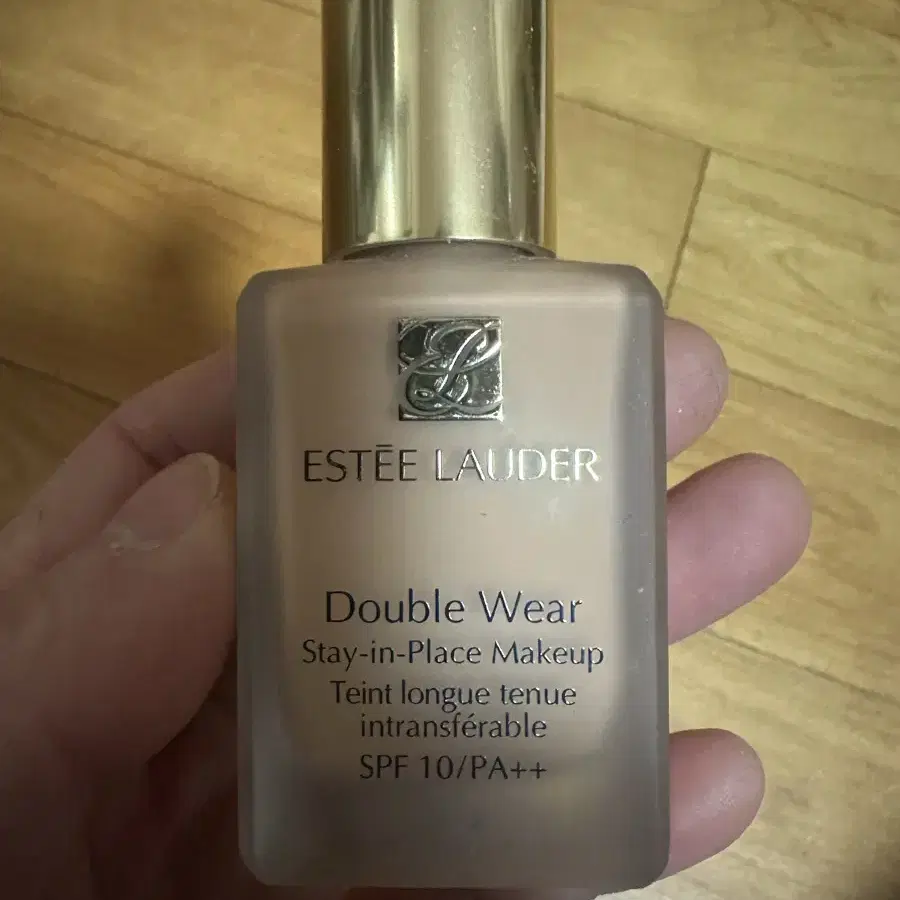 ESTĒE LAUDER
Double Wear
Stay-in-Place Makeup
Teint longue tenue
intransférable
SPF 10/PA++